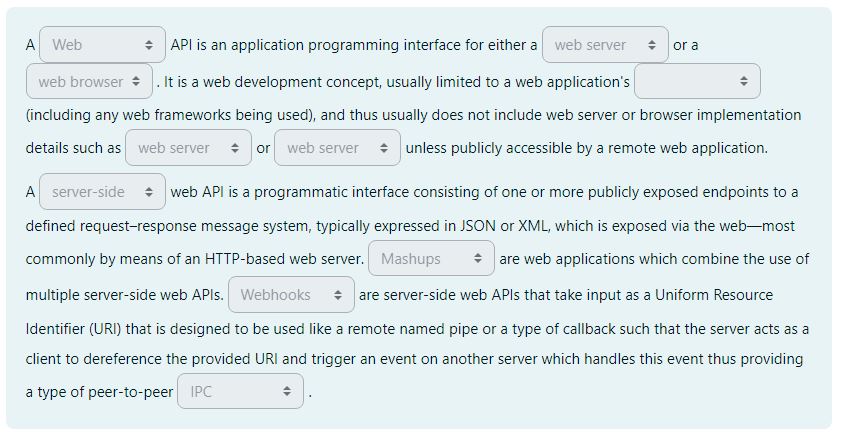 A Web API is an application programming interface for either a web server or a
web browser . It is a web development concept, usually limited to a web application's
(including any web frameworks being used), and thus usually does not include web server or browser implementation
details such as web server or web server unless publicly accessible by a remote web application.
A server-side web API is a programmatic interface consisting of one or more publicly exposed endpoints to a
defined request–response message system, typically expressed in JSON or XML, which is exposed via the web—most
commonly by means of an HTTP-based web server. Mashups are web applications which combine the use of
multiple server-side web APIs. Webhooks are server-side web APIs that take input as a Uniform Resource
Identifier (URI) that is designed to be used like a remote named pipe or a type of callback such that the server acts as a
client to dereference the provided URI and trigger an event on another server which handles this event thus providing
a type of peer-to-peer IPC .